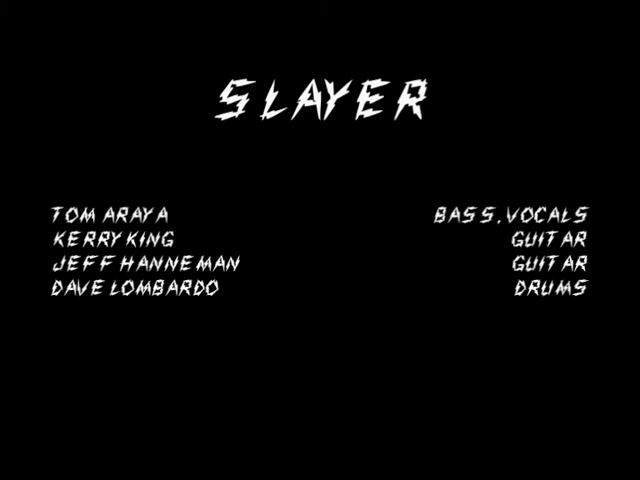 SLAYER
TOM ARAYA BASS, VOCALS
KERRY KING GUITAR
JEFF HANNEMAN GUITAR
DAVE LOMBARDO DRUMS